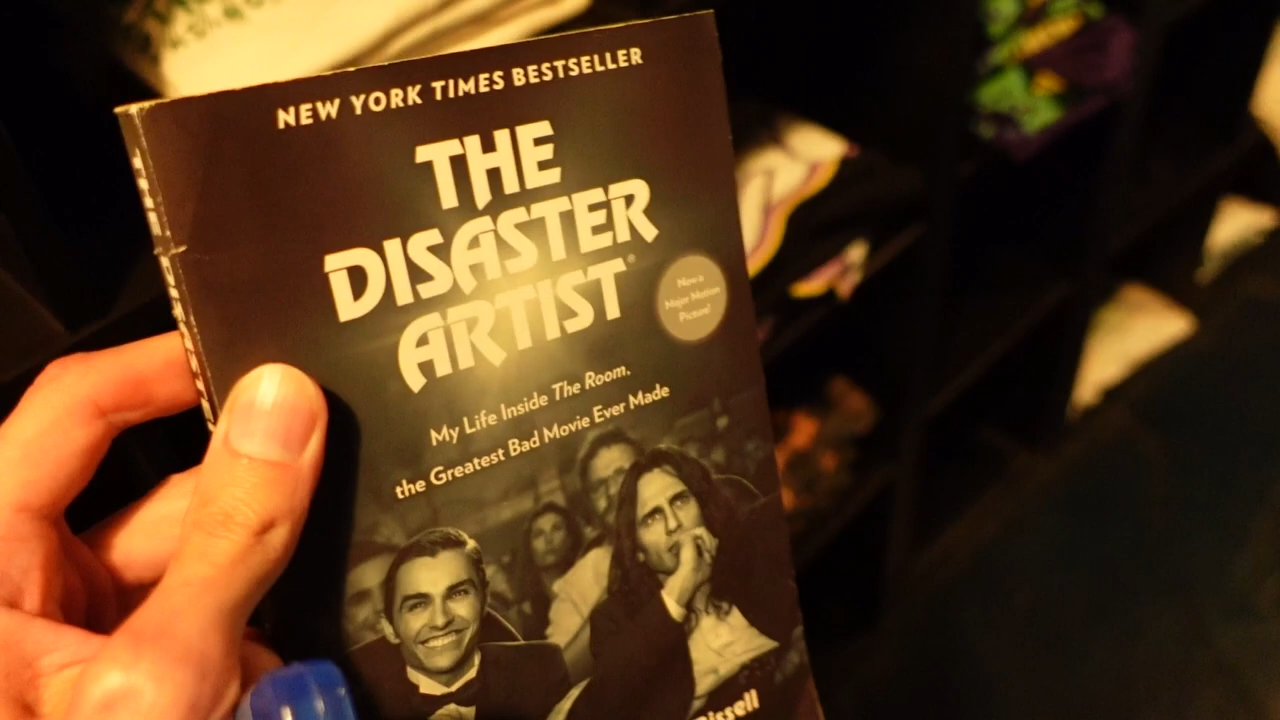 NEW YORK TIMES BESTSELLER
THE
DISASTER
ARTIST®
Now a
Major Motion
Picture!
My Life Inside The Room,
the Greatest Bad Movie Ever Made
Bissell